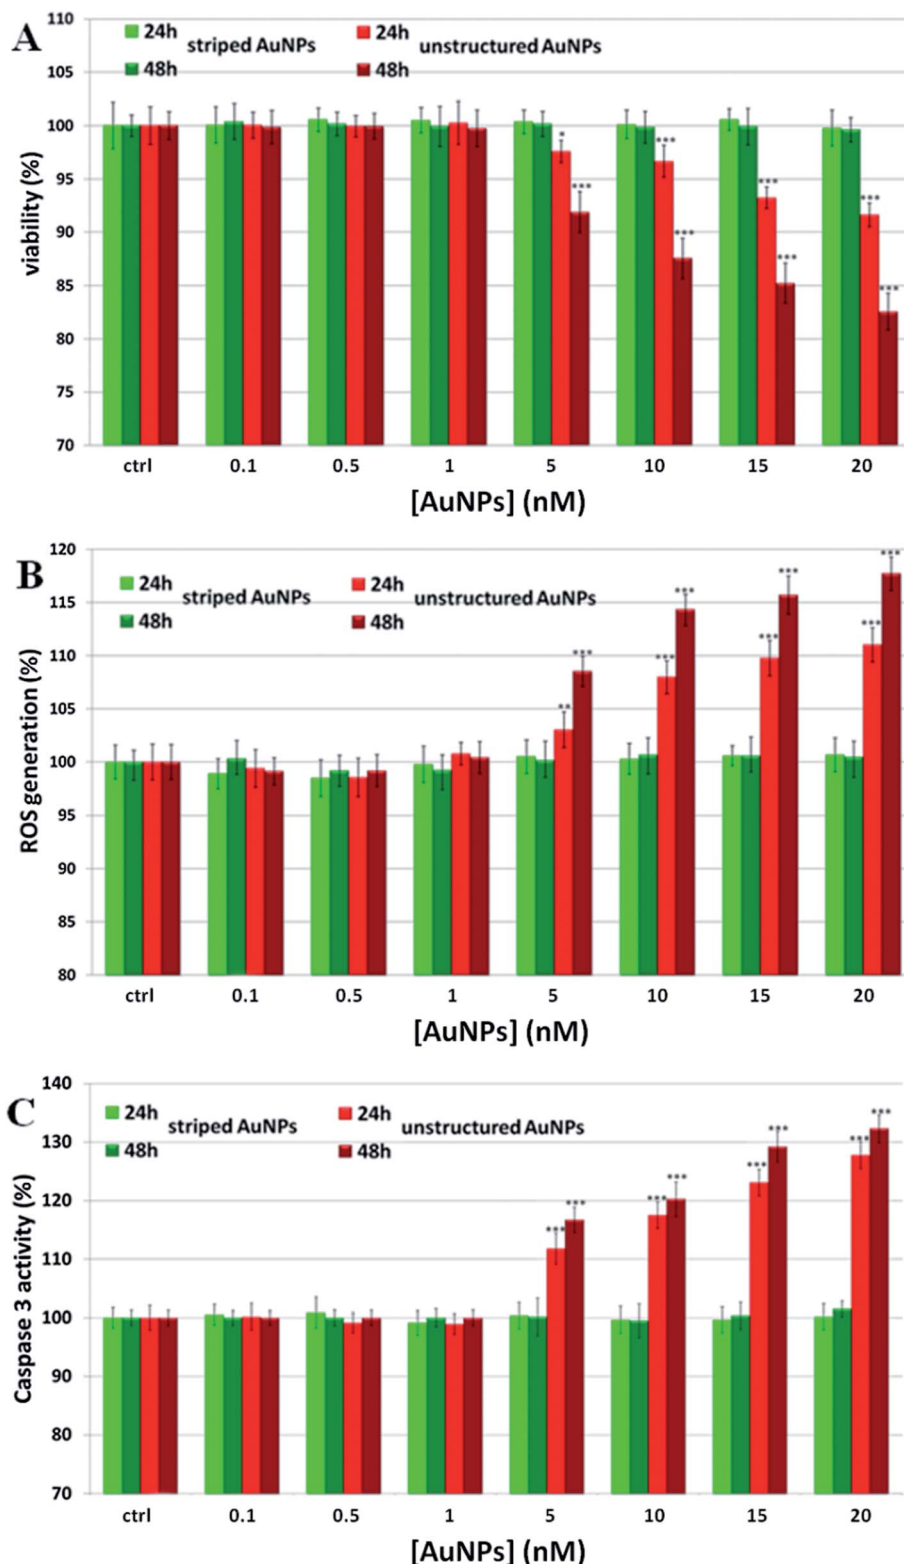 A
110
24h striped AuNPs 24h unstructured AuNPs
48h 48h
105
100
95
90
85
80
75
70
viability (%)
*
***
***
***
***
***
***
***
ctrl 0.1 0.5 1 5 10 15 20
[AuNPs] (nM)
B
120
24h striped AuNPs 24h unstructured AuNPs
48h 48h
115
110
105
100
95
90
85
80
ROS generation (%)
**
***
***
***
***
***
***
***
ctrl 0.1 0.5 1 5 10 15 20
[AuNPs] (nM)
C
140
24h striped AuNPs 24h unstructured AuNPs
48h 48h
130
120
110
100
90
80
70
Caspase 3 activity (%)
***
***
***
***
***
***
***
***
ctrl 0.1 0.5 1 5 10 15 20
[AuNPs] (nM)